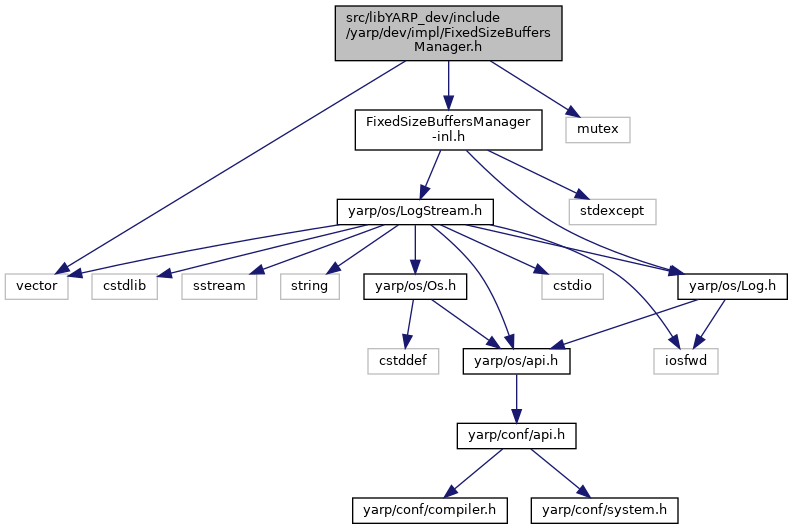 src/libYARP_dev/include
/yarp/dev/impl/FixedSizeBuffers
Manager.h
FixedSizeBuffersManager
-inl.h
mutex
yarp/os/LogStream.h
stdexcept
vector
cstdlib
sstream
string
yarp/os/Os.h
cstdio
yarp/os/Log.h
cstddef
yarp/os/api.h
iosfwd
yarp/conf/api.h
yarp/conf/compiler.h
yarp/conf/system.h